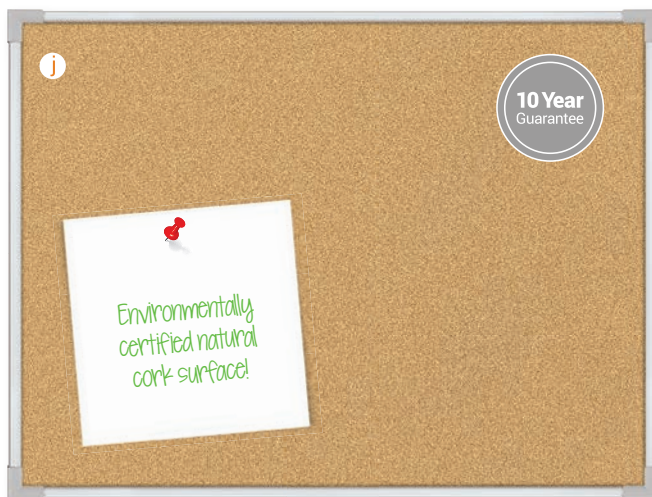 j
10 Year
Guarantee
Environmentally
certified natural
cork surface!